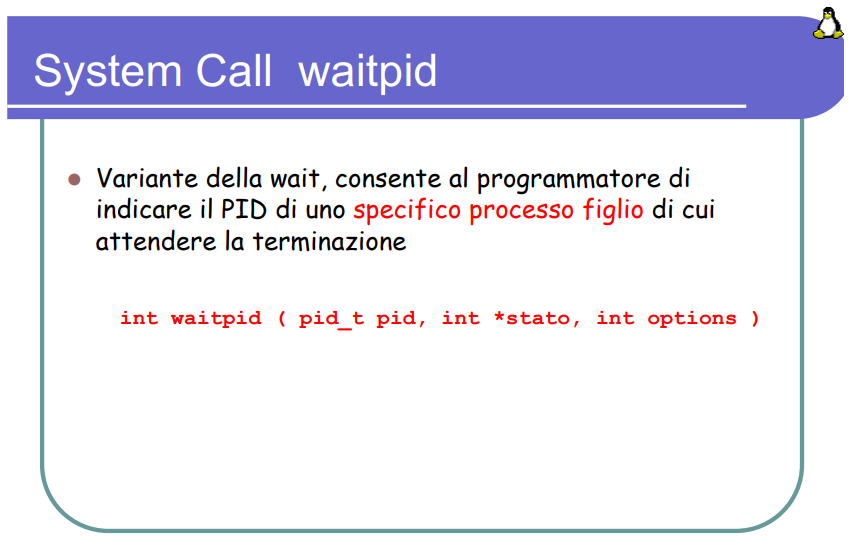 System Call  waitpid
Variante della wait, consente al programmatore di
indicare il PID di uno specifico processo figlio di cui
attendere la terminazione
int waitpid ( pid_t pid, int *stato, int options )